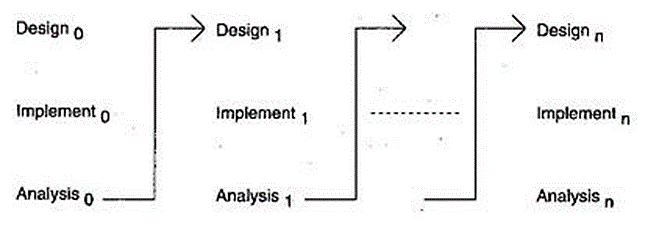 Design 0
Implement 0
Analysis 0
Design 1
Implement 1
Analysis 1
Design n
Implement n
Analysis n